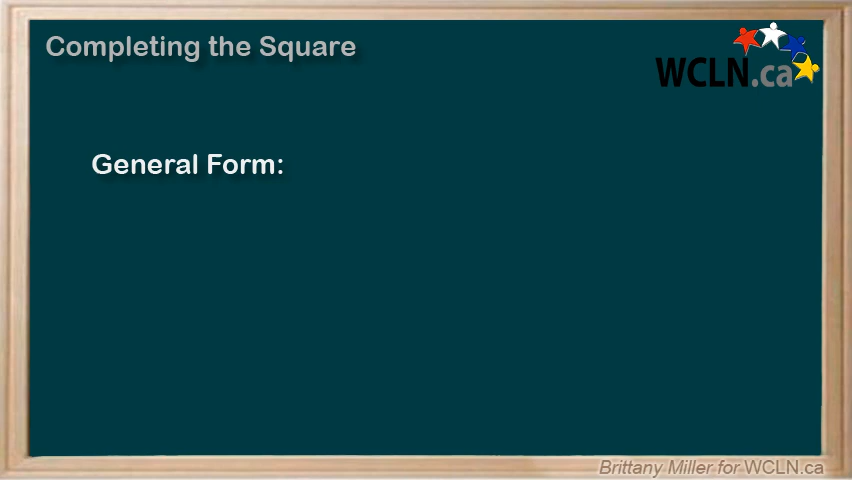 Completing the Square
WCLN.ca
General Form:
Brittany Miller for WCLN.ca